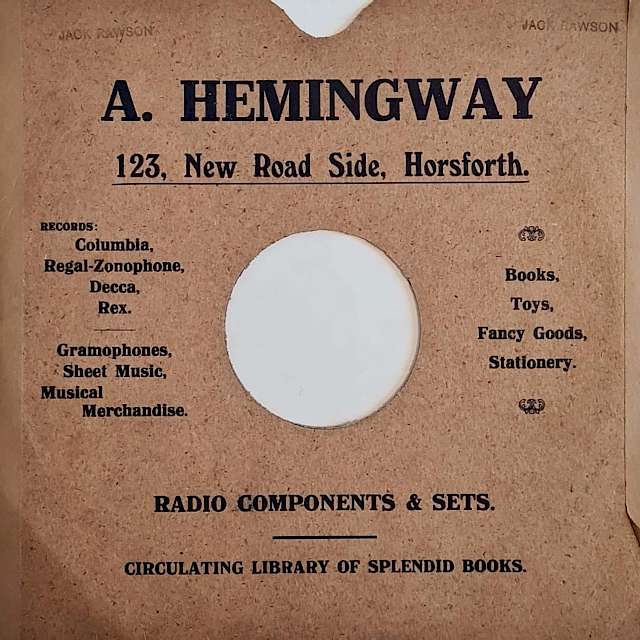 JACK RAWSON
JACK RAWSON
A. HEMINGWAY
123, New Road Side, Horsforth.
RECORDS:
Columbia,
Regal-Zonophone,
Decca,
Rex.
Gramophones,
Sheet Music,
Musical
Merchandise.
Books,
Toys,
Fancy Goods,
Stationery.
RADIO COMPONENTS & SETS.
CIRCULATING LIBRARY OF SPLENDID BOOKS.